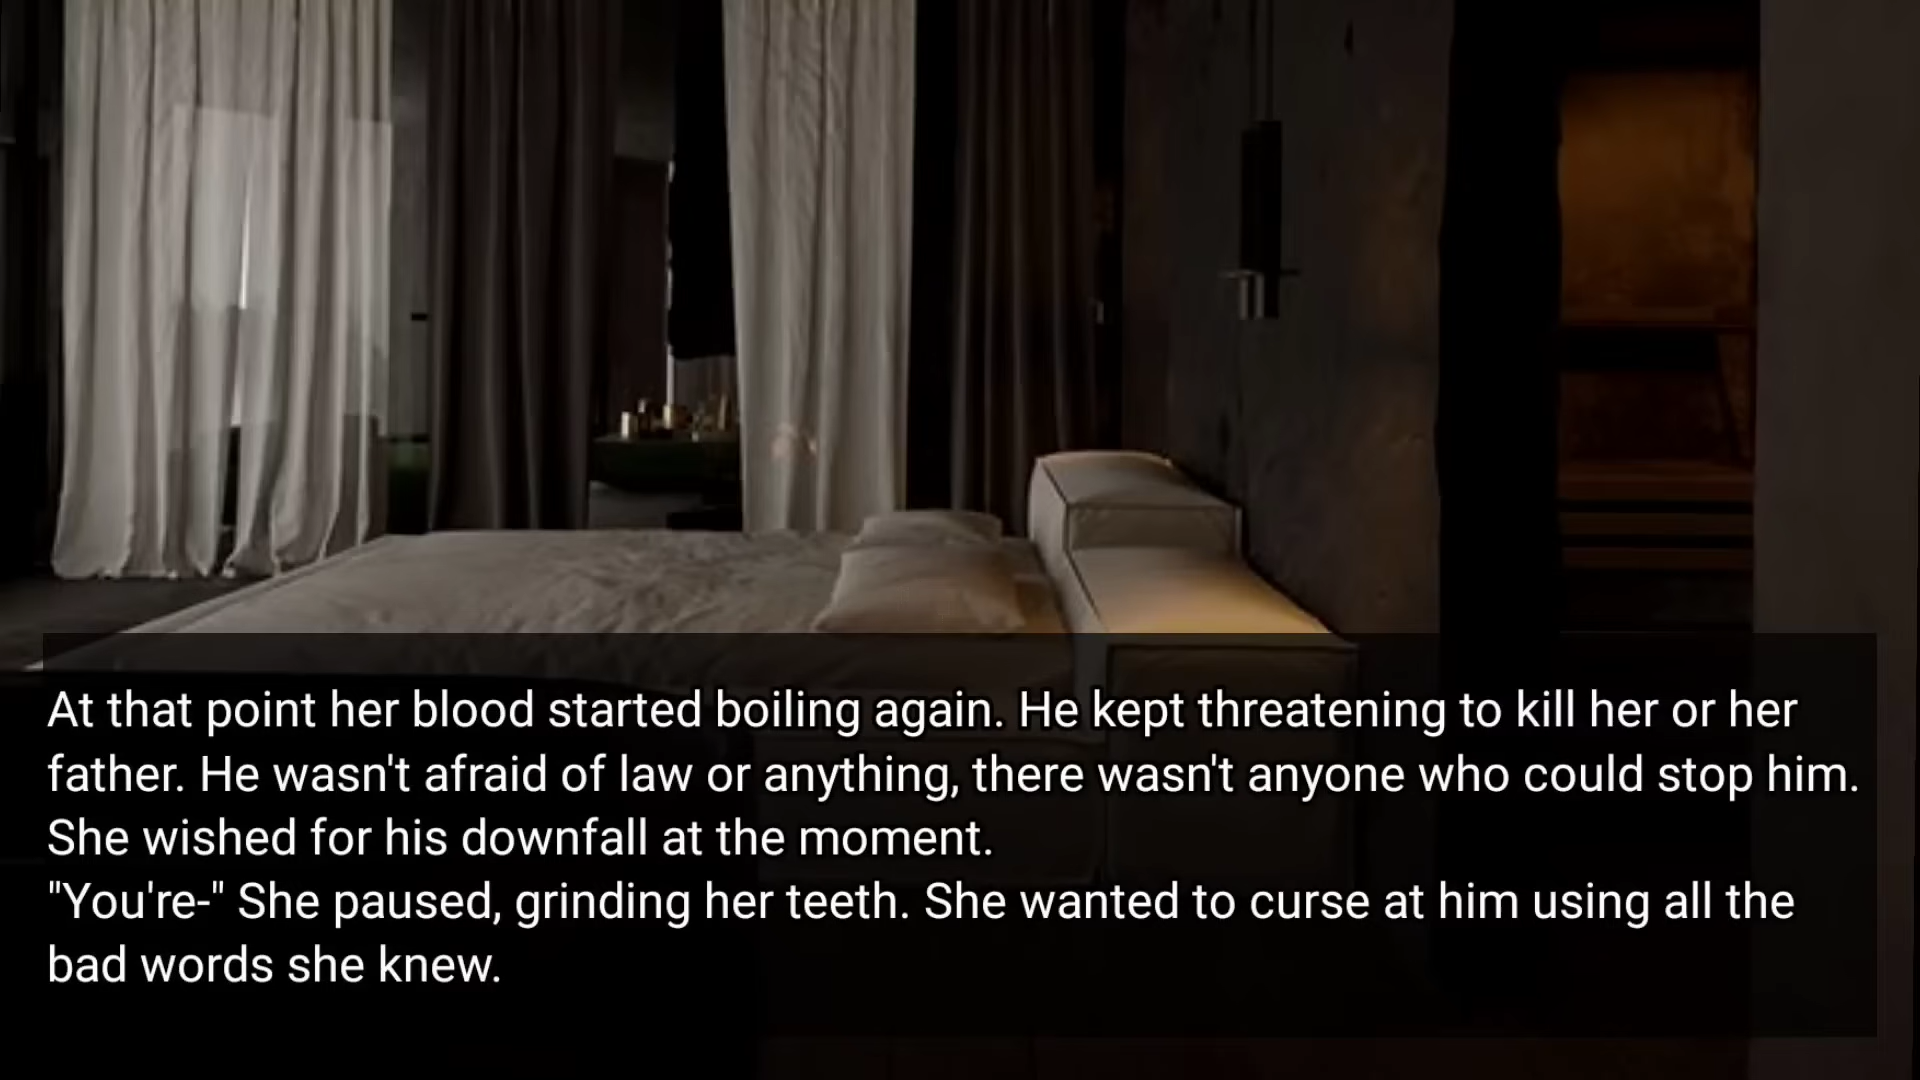 At that point her blood started boiling again. He kept threatening to kill her or her
father. He wasn't afraid of law or anything, there wasn't anyone who could stop him.
She wished for his downfall at the moment.
"You're-" She paused, grinding her teeth. She wanted to curse at him using all the
bad words she knew.